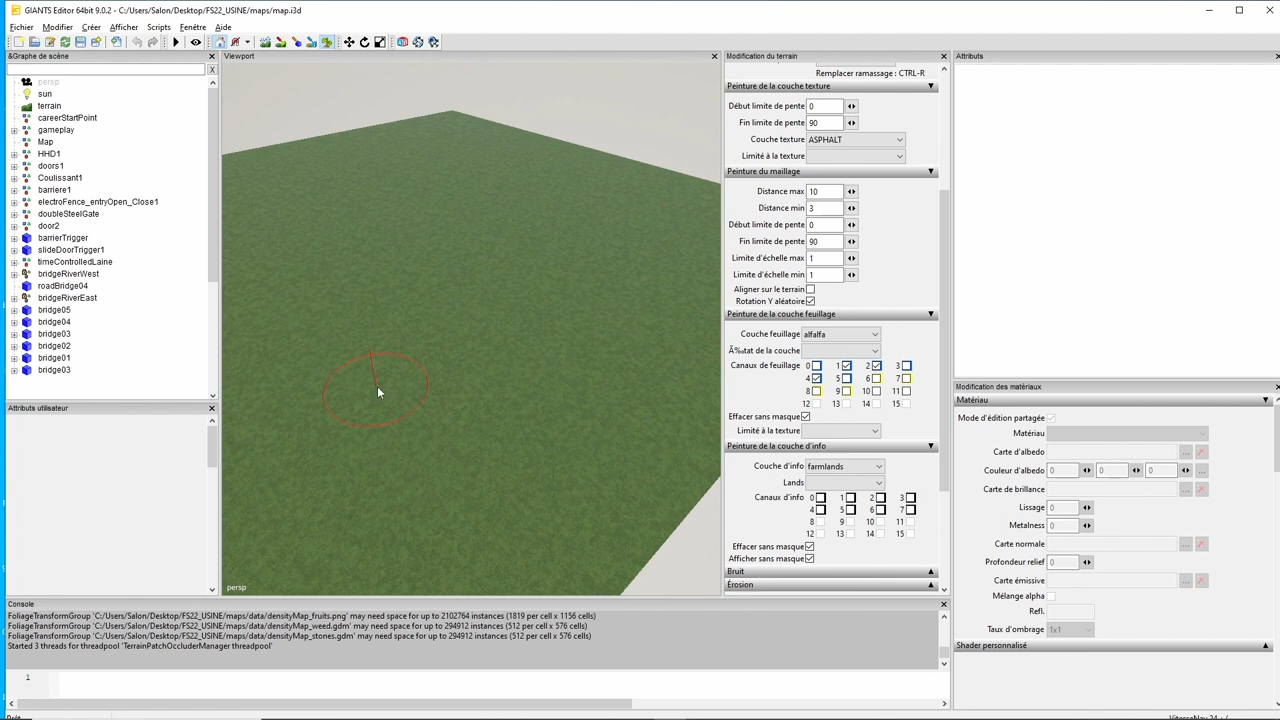 GIANTS Editor 64bit 9.0.2 - C:/Users/Salon/Desktop/FS22_USINE/maps/map.i3d
Fichier Modifier Créer Afficher Scripts Fenêtre Aide
&Graphe de scène
X
persp
sun
terrain
careerStartPoint
gameplay
Map
HHD1
doors1
Coulissant1
barriere1
electroFence_entryOpen_Close1
doubleSteelGate
door2
barrierTrigger
slideDoorTrigger1
timeControlledLaine
bridgeRiverWest
roadBridge04
bridgeRiverEast
bridge05
bridge04
bridge03
bridge02
bridge01
bridge03
Attributs utilisateur
Viewport
persp
Modification du terrain
Remplacer ramassage : CTRL-R
Peinture de la couche texture
Début limite de pente 0
Fin limite de pente 90
Couche texture ASPHALT
Limité à la texture
Peinture du maillage
Distance max 10
Distance min 3
Début limite de pente 0
Fin limite de pente 90
Limite d'échelle max 1
Limite d'échelle min 1
Aligner sur le terrain
Rotation Y aléatoire
Peinture de la couche feuillage
Couche feuillage alfalfa
Ã‰tat de la couche
Canaux de feuillage 0 1 2 3
4 5 6 7
8 9 10 11
12 13 14 15
Effacer sans masque
Limité à la texture
Peinture de la couche d'info
Couche d'info farmlands
Lands
Canaux d'info 0 1 2 3
4 5 6 7
8 9 10 11
12 13 14 15
Effacer sans masque
Afficher sans masque
Bruit
Érosion
Attributs
Modification des matériaux
Matériau
Mode d'édition partagée
Matériau
Carte d'albedo ...
Couleur d'albedo 0 0 0 ...
Carte de brillance ...
Lissage 0
Metalness 0
Carte normale ...
Profondeur relief 0
Carte émissive ...
Mélange alpha
Refl.
Taux d'ombrage 1x1
Shader personnalisé
Console
FoliageTransformGroup 'C:/Users/Salon/Desktop/FS22_USINE/maps/data/densityMap_fruits.png' may need space for up to 2102764 instances (1819 per cell x 1156 cells)
FoliageTransformGroup 'C:/Users/Salon/Desktop/FS22_USINE/maps/data/densityMap_weed.gdm' may need space for up to 294912 instances (512 per cell x 576 cells)
FoliageTransformGroup 'C:/Users/Salon/Desktop/FS22_USINE/maps/data/densityMap_stones.gdm' may need space for up to 294912 instances (512 per cell x 576 cells)
Started 3 threads for threadpool 'TerrainPatchOccluderManager threadpool'
1